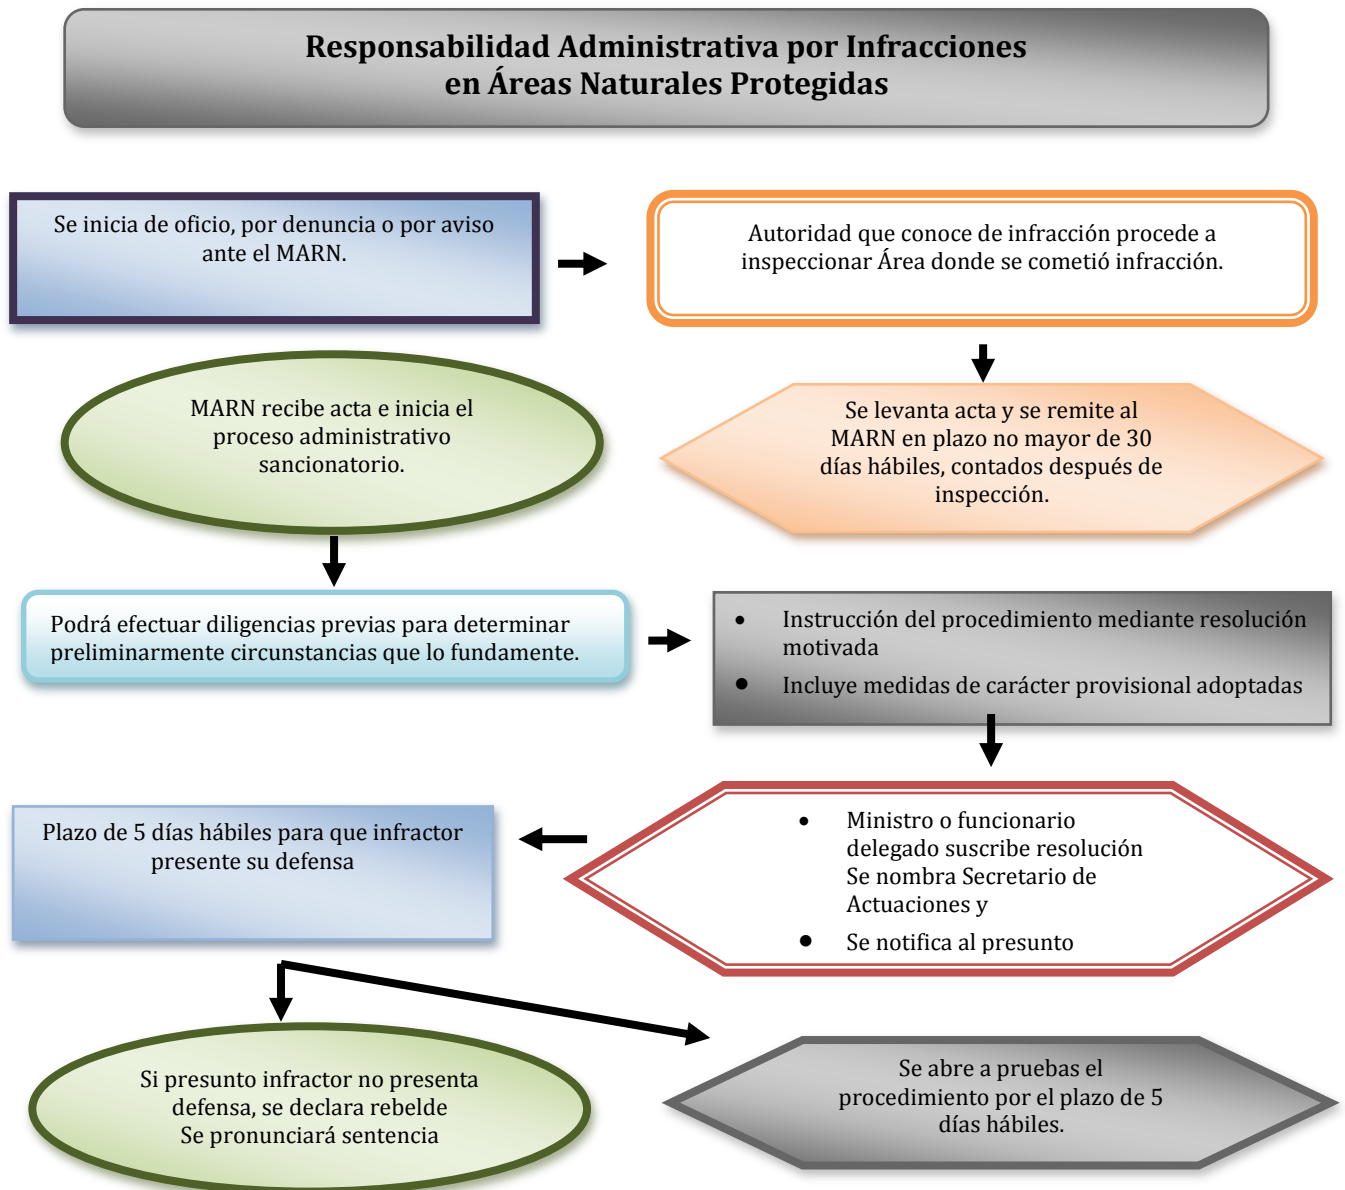 Responsabilidad Administrativa por Infracciones
en Áreas Naturales Protegidas
Se inicia de oficio, por denuncia o por aviso
ante el MARN.
Autoridad que conoce de infracción procede a
inspeccionar Área donde se cometió infracción.
MARN recibe acta e inicia el
proceso administrativo
sancionatorio.
Se levanta acta y se remite al
MARN en plazo no mayor de 30
días hábiles, contados después de
inspección.
Podrá efectuar diligencias previas para determinar
preliminarmente circunstancias que lo fundamente.
• Instrucción del procedimiento mediante resolución
motivada
• Incluye medidas de carácter provisional adoptadas
Plazo de 5 días hábiles para que infractor
presente su defensa
• Ministro o funcionario
delegado suscribe resolución
Se nombra Secretario de
Actuaciones y
• Se notifica al presunto
Si presunto infractor no presenta
defensa, se declara rebelde
Se pronunciará sentencia
Se abre a pruebas el
procedimiento por el plazo de 5
días hábiles.